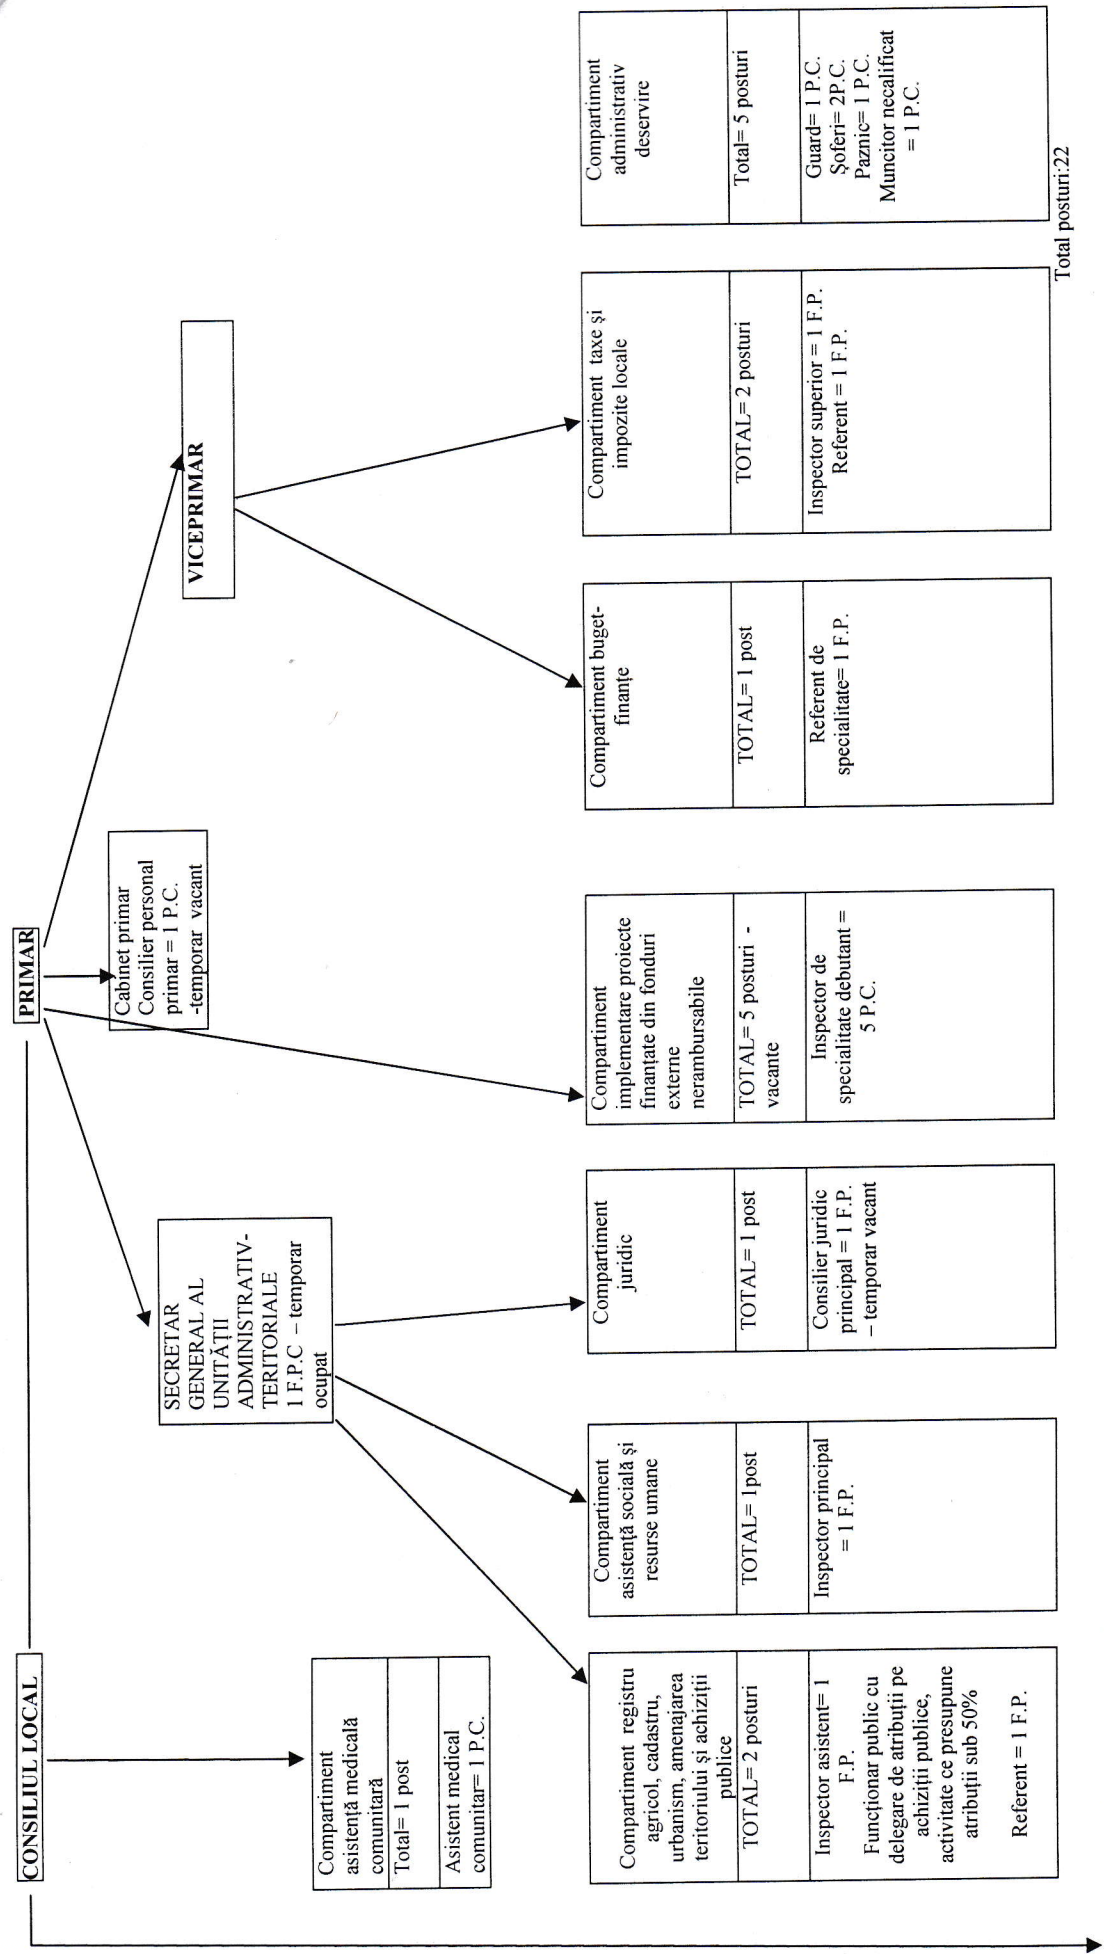 CONSILIUL LOCAL
PRIMAR
Cabinet primar
Consilier personal
primar = 1 P.C.
-temporar vacant
VICEPRIMAR
SECRETAR
GENERAL AL
UNITĂȚII
ADMINISTRATIV-
TERITORIALE
1 F.P.C – temporar
ocupat
Compartiment
asistență medicală
comunitară
Total= 1 post
Asistent medical
comunitar= 1 P.C.
Compartiment registru
agricol, cadastru,
urbanism, amenajarea
teritoriului și achiziții
publice
TOTAL= 2 posturi
Inspector asistent= 1
F.P.
Funcționar public cu
delegare de atribuții pe
achiziții publice,
activitate ce presupune
atribuții sub 50%
Referent = 1 F.P.
Compartiment
asistență socială și
resurse umane
TOTAL= 1post
Inspector principal
= 1 F.P.
Compartiment
juridic
TOTAL= 1 post
Consilier juridic
principal = 1 F.P.
– temporar vacant
Compartiment
implementare proiecte
finanțate din fonduri
externe
nerambursabile
TOTAL= 5 posturi -
vacante
Inspector de
specialitate debutant =
5 P.C.
Compartiment buget-
finanțe
TOTAL= 1 post
Referent de
specialitate= 1 F.P.
Compartiment taxe și
impozite locale
TOTAL= 2 posturi
Inspector superior = 1 F.P.
Referent = 1 F.P.
Compartiment
administrativ
deservire
Total= 5 posturi
Guard= 1 P.C.
Șoferi= 2P.C.
Paznic= 1 P.C.
Muncitor necalificat
= 1 P.C.
Total posturi:22